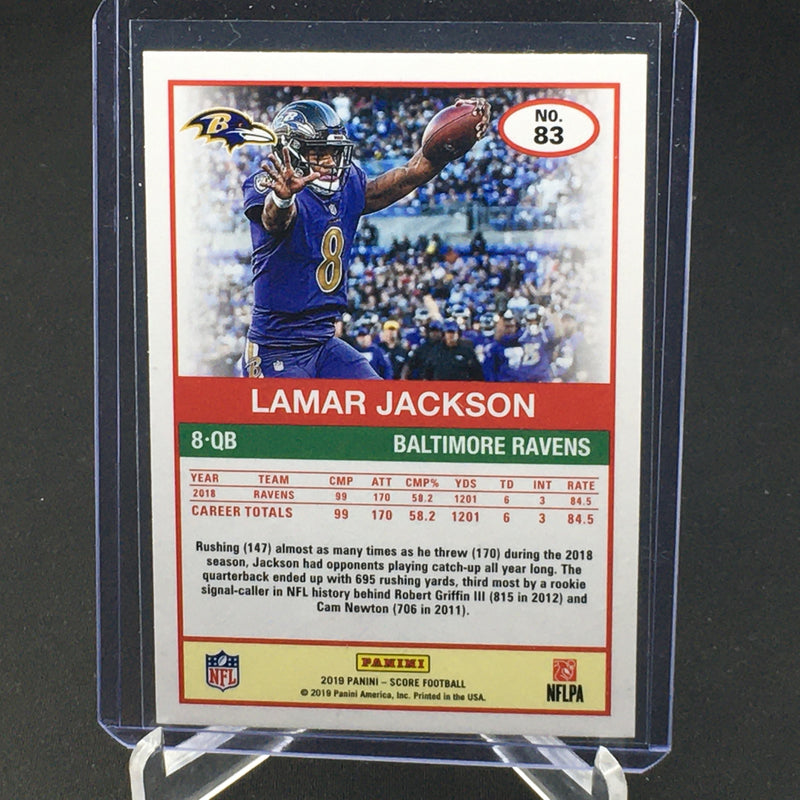 B
NO.
83
8
LAMAR JACKSON
8·QB BALTIMORE RAVENS
YEAR TEAM CMP ATT CMP% YDS TD INT RATE
2018 RAVENS 99 170 58.2 1201 6 3 84.5
CAREER TOTALS 99 170 58.2 1201 6 3 84.5
Rushing (147) almost as many times as he threw (170) during the 2018
season, Jackson had opponents playing catch-up all year long. The
quarterback ended up with 695 rushing yards, third most by a rookie
signal-caller in NFL history behind Robert Griffin III (815 in 2012) and
Cam Newton (706 in 2011).
NFL
PANINI
2019 PANINI – SCORE FOOTBALL
© 2019 Panini America, Inc. Printed in the USA.
NFLPA